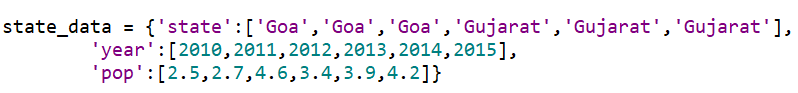 state_data = {'state':['Goa','Goa','Goa','Gujarat','Gujarat','Gujarat'],
'year':[2010,2011,2012,2013,2014,2015],
'pop':[2.5,2.7,4.6,3.4,3.9,4.2]}